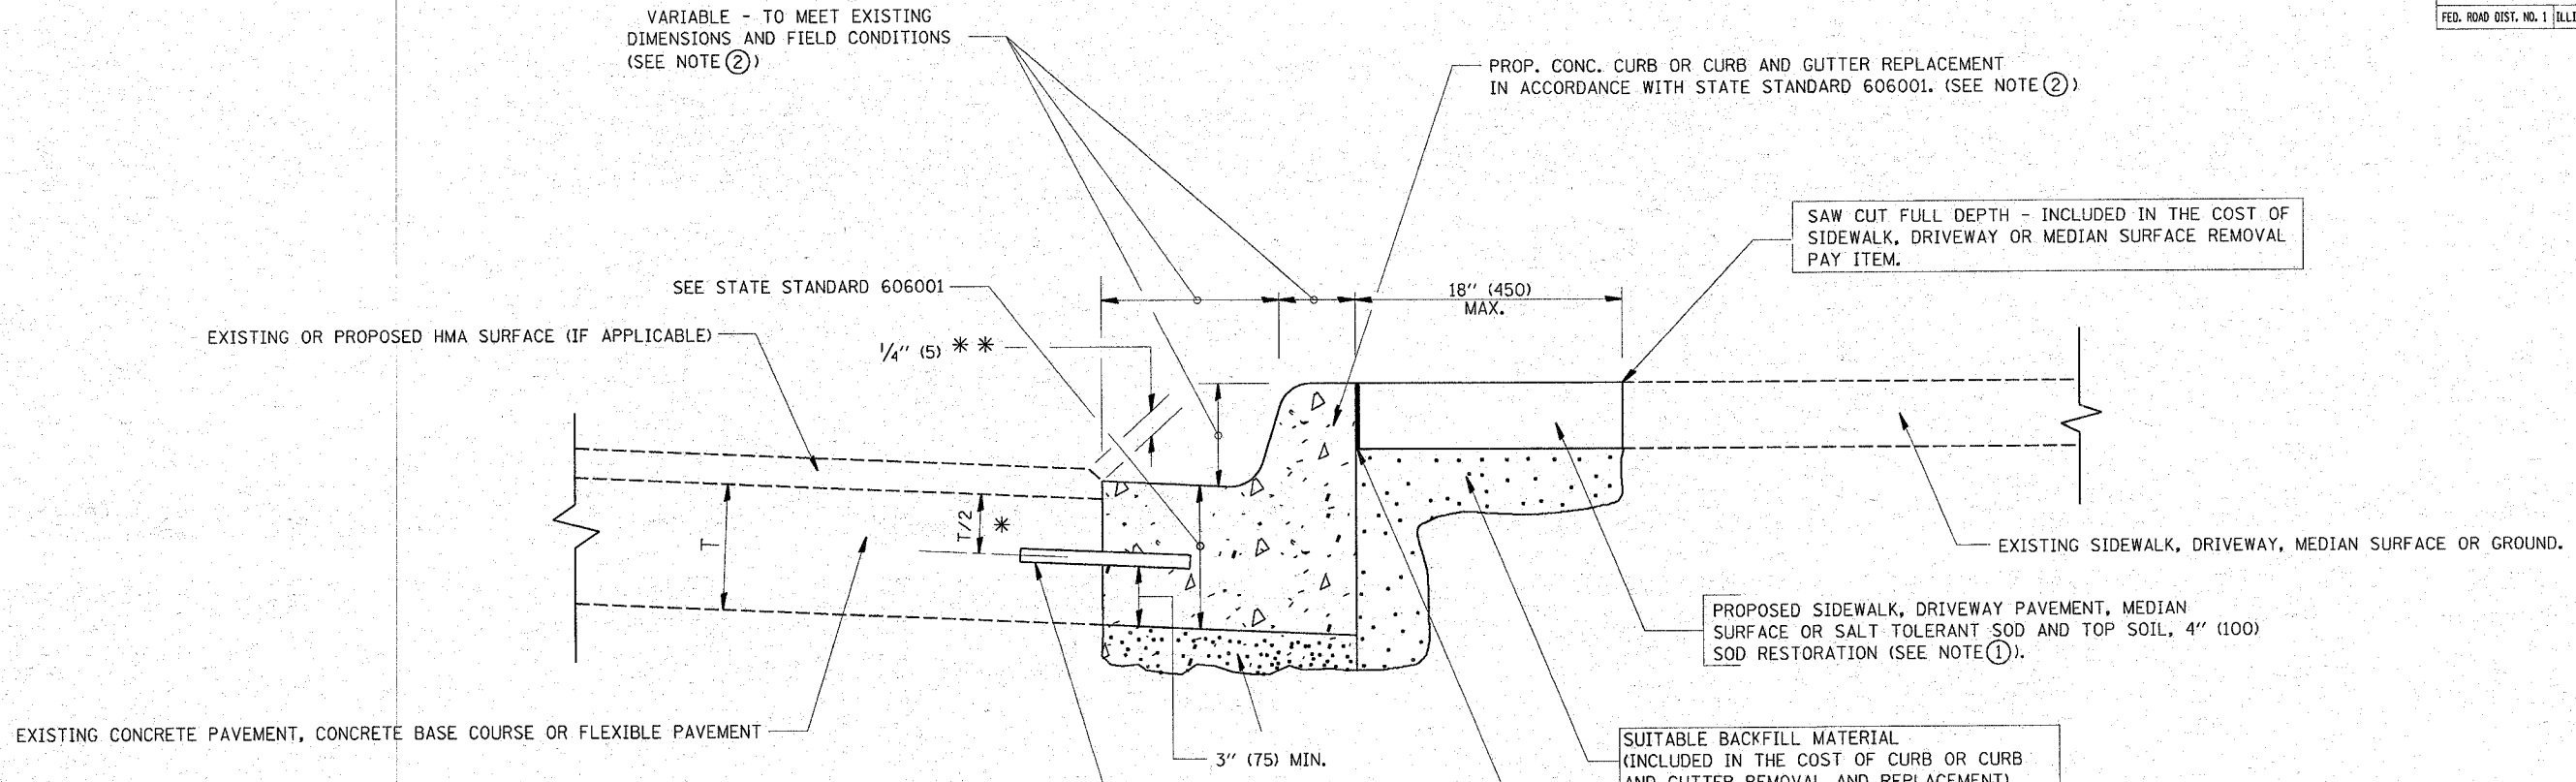 FED. ROAD DIST. NO. 1
VARIABLE - TO MEET EXISTING
DIMENSIONS AND FIELD CONDITIONS
(SEE NOTE ②)
PROP. CONC. CURB OR CURB AND GUTTER REPLACEMENT
IN ACCORDANCE WITH STATE STANDARD 606001. (SEE NOTE ②)
SAW CUT FULL DEPTH - INCLUDED IN THE COST OF
SIDEWALK, DRIVEWAY OR MEDIAN SURFACE REMOVAL
PAY ITEM.
SEE STATE STANDARD 606001
18" (450)
MAX.
EXISTING OR PROPOSED HMA SURFACE (IF APPLICABLE)
1/4" (5) * *
T
T/2 *
EXISTING SIDEWALK, DRIVEWAY, MEDIAN SURFACE OR GROUND.
PROPOSED SIDEWALK, DRIVEWAY PAVEMENT, MEDIAN
SURFACE OR SALT TOLERANT SOD AND TOP SOIL, 4" (100)
SOD RESTORATION (SEE NOTE ①).
EXISTING CONCRETE PAVEMENT, CONCRETE BASE COURSE OR FLEXIBLE PAVEMENT
3" (75) MIN.
SUITABLE BACKFILL MATERIAL
(INCLUDED IN THE COST OF CURB OR CURB
AND GUTTER REMOVAL AND REPLACEMENT)